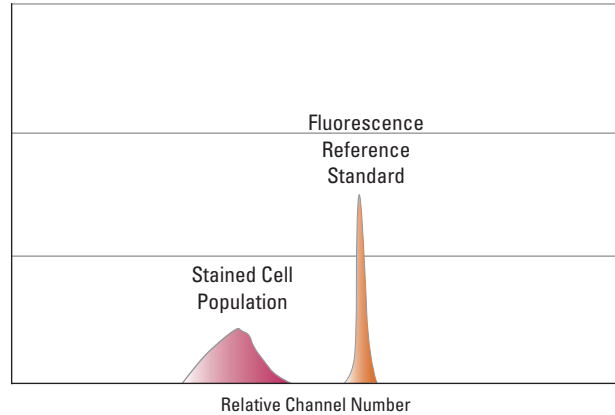 Fluorescence
Reference
Standard
Stained Cell
Population
Relative Channel Number